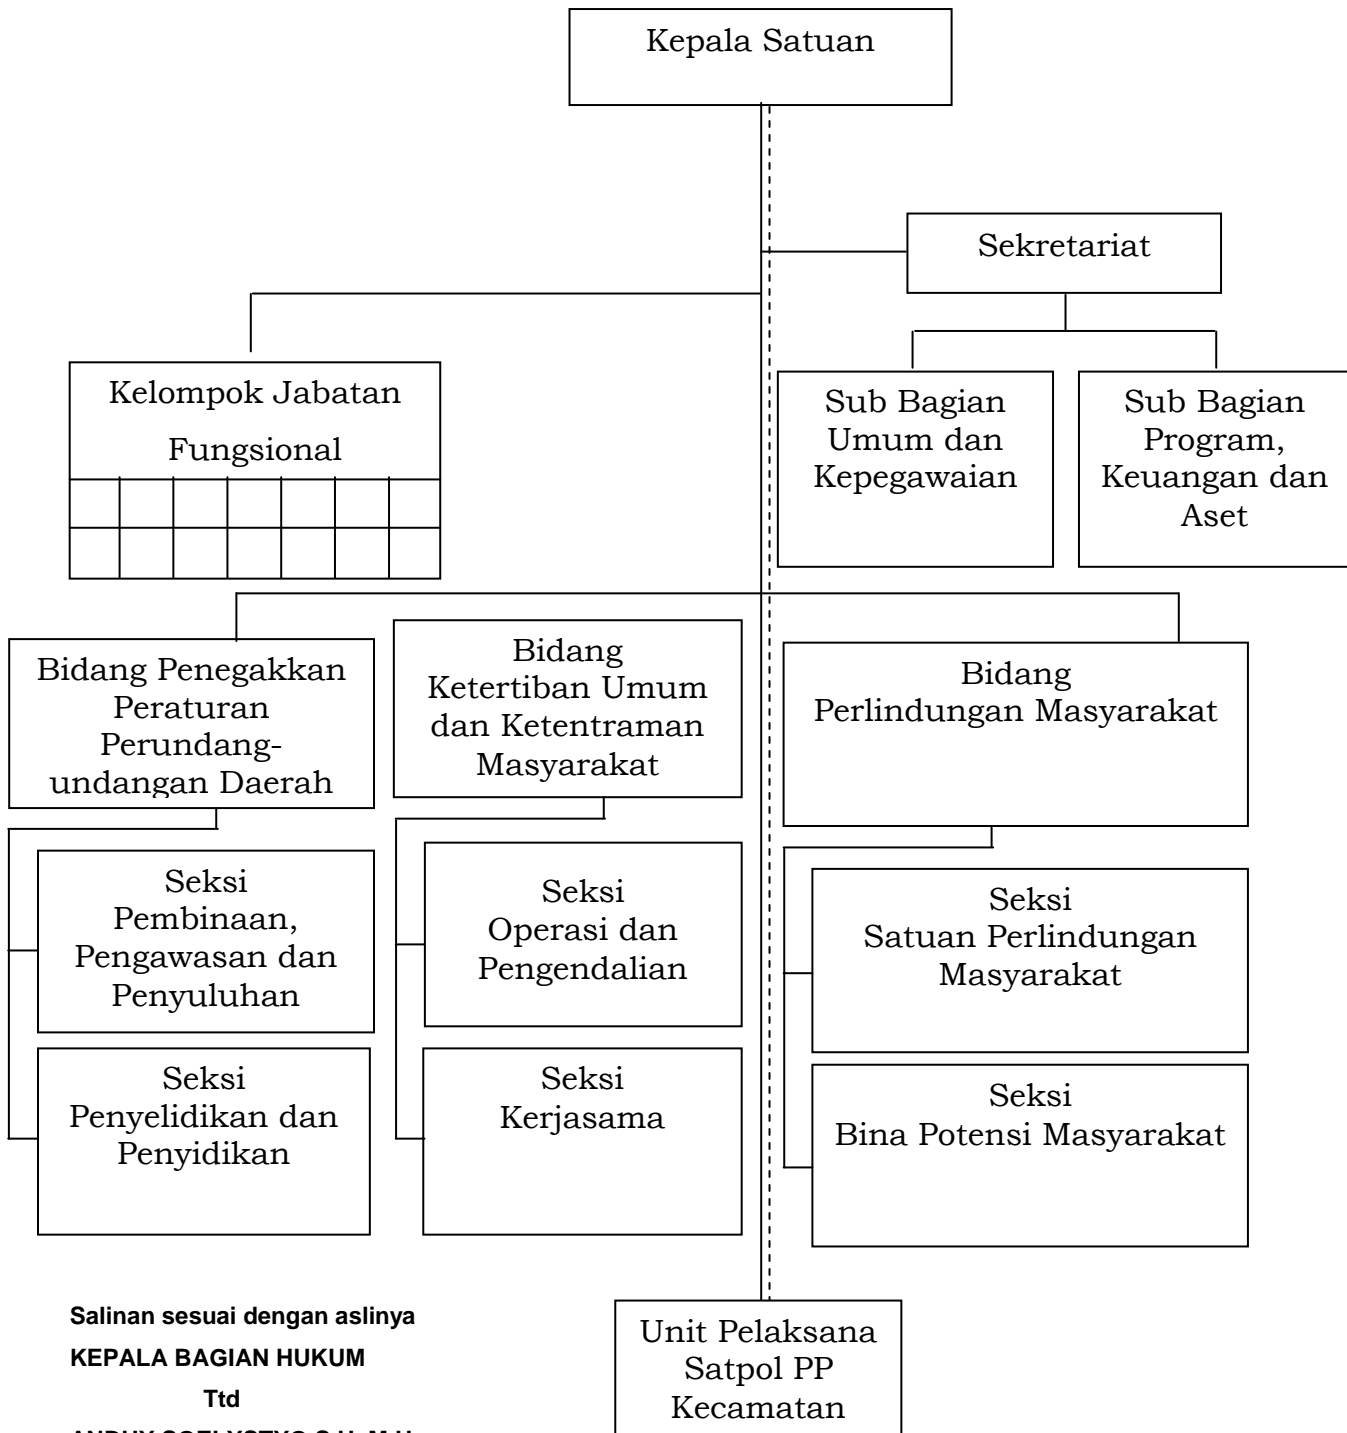 Kepala Satuan
Sekretariat
Kelompok Jabatan
Fungsional
Sub Bagian
Umum dan
Kepegawaian
Sub Bagian
Program,
Keuangan dan
Aset
Bidang Penegakkan
Peraturan
Perundang-
undangan Daerah
Bidang
Ketertiban Umum
dan Ketentraman
Masyarakat
Bidang
Perlindungan Masyarakat
Seksi
Pembinaan,
Pengawasan dan
Penyuluhan
Seksi
Operasi dan
Pengendalian
Seksi
Satuan Perlindungan
Masyarakat
Seksi
Penyelidikan dan
Penyidikan
Seksi
Kerjasama
Seksi
Bina Potensi Masyarakat
Salinan sesuai dengan aslinya
KEPALA BAGIAN HUKUM
Ttd
Unit Pelaksana
Satpol PP
Kecamatan